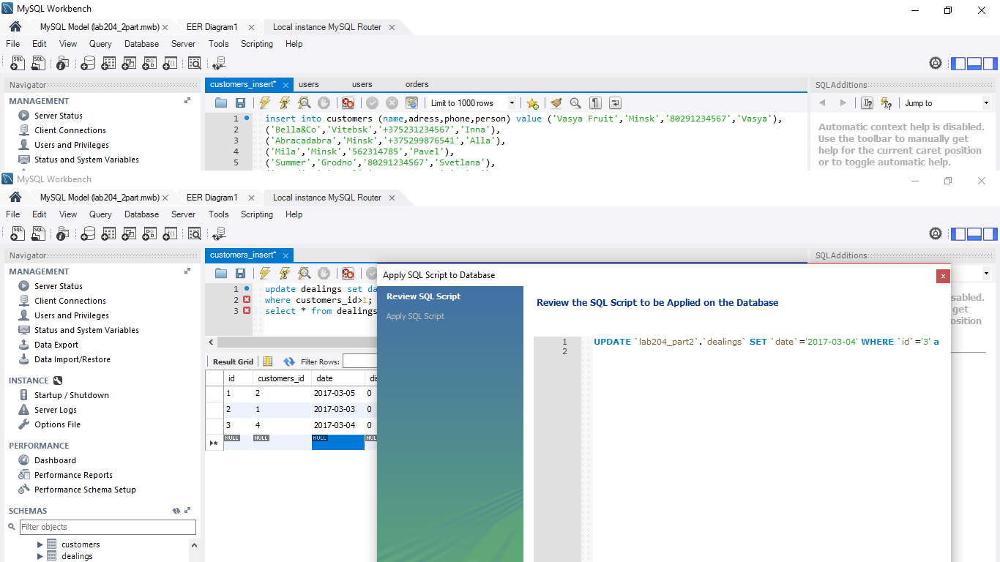 MySQL Workbench
MySQL Model (lab204_2part.mwb) EER Diagram1 Local instance MySQL Router
File Edit View Query Database Server Tools Scripting Help
Navigator
MANAGEMENT
Server Status
Client Connections
Users and Privileges
Status and System Variables
customers_insert* users users orders
Limit to 1000 rows
1 insert into customers (name,adress,phone,person) value ('Vasya Fruit','Minsk','80291234567','Vasya'),
2 ('Bella&Co','Vitebsk','+375231234567','Inna'),
3 ('Abracadabra','Minsk','+375299876541','Alla'),
4 ('Mila','Minsk','562314785','Pavel'),
5 ('Summer','Grodno','80291234567','Svetlana'),
SQLAdditions
Jump to
Automatic context help is disabled.
Use the toolbar to manually get
help for the current caret position
or to toggle automatic help.
MySQL Workbench
MySQL Model (lab204_2part.mwb) EER Diagram1 Local instance MySQL Router
File Edit View Query Database Server Tools Scripting Help
Navigator
MANAGEMENT
Server Status
Client Connections
Users and Privileges
Status and System Variables
Data Export
Data Import/Restore
INSTANCE
Startup / Shutdown
Server Logs
Options File
PERFORMANCE
Dashboard
Performance Reports
Performance Schema Setup
SCHEMAS
Filter objects
customers
dealings
customers_insert*
1 update dealings set da
2 where customers_id>1;
3 select * from dealings
Result Grid Filter Rows:
id customers_id date dis
1 2 2017-03-05 0
2 1 2017-03-03 0
3 4 2017-03-04 0
NULL NULL NULL NULL
SQLAdditions
sabled.
get
osition
Apply SQL Script to Database
Review SQL Script
Apply SQL Script
Review the SQL Script to be Applied on the Database
1 UPDATE `lab204_part2`.`dealings` SET `date`='2017-03-04' WHERE `id`='3' a
2